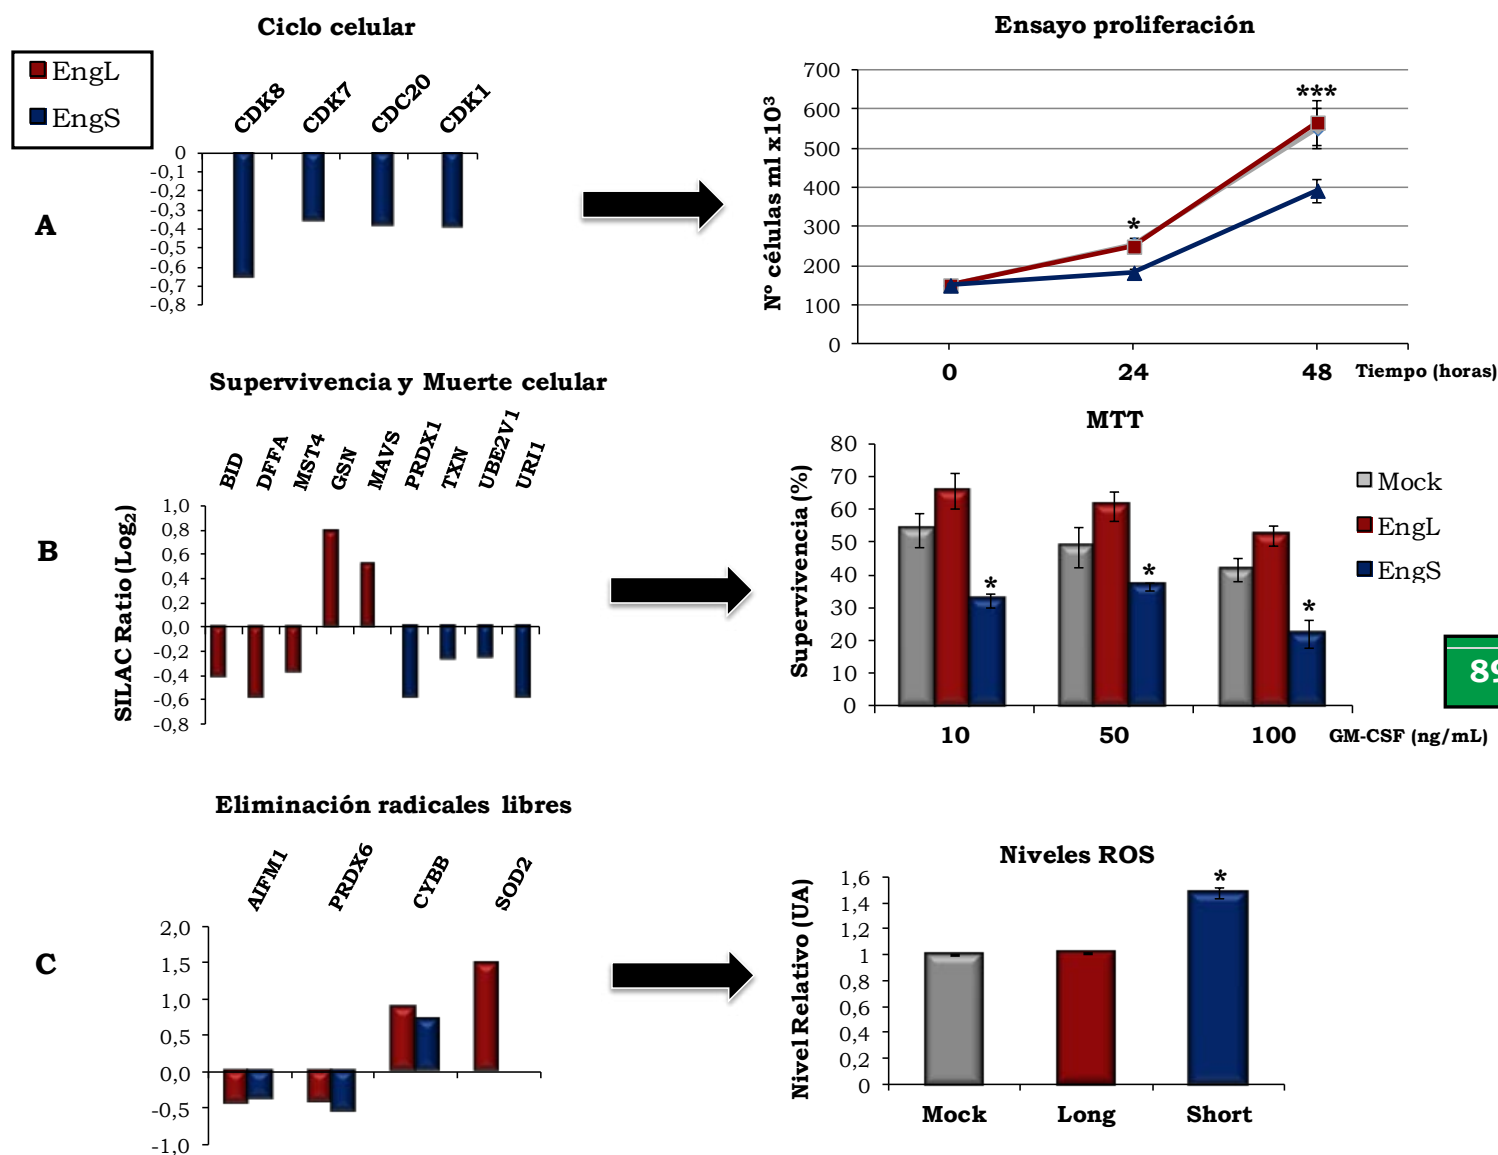 Ciclo celular
EngL
EngS
CDK8
CDK7
CDC20
CDK1
0
-0,1
-0,2
-0,3
-0,4
-0,5
-0,6
-0,7
-0,8
A
Ensayo proliferación
Nº células ml x10³
700
600
500
400
300
200
100
0
*
***
0
24
48
Tiempo (horas)
Supervivencia y Muerte celular
BID
DFFA
MST4
GSN
MAVS
PRDX1
TXN
UBE2V1
URI1
SILAC Ratio (Log₂)
1,0
0,8
0,6
0,4
0,2
0,0
-0,2
-0,4
-0,6
-0,8
B
MTT
Supervivencia (%)
80
70
60
50
40
30
20
10
0
*
*
*
10
50
100
GM-CSF (ng/mL)
Mock
EngL
EngS
89
Eliminación radicales libres
AIFM1
PRDX6
CYBB
SOD2
2,0
1,5
1,0
0,5
0,0
-0,5
-1,0
C
Niveles ROS
Nivel Relativo (UA)
1,6
1,4
1,2
1
0,8
0,6
0,4
0,2
0
*
Mock
Long
Short